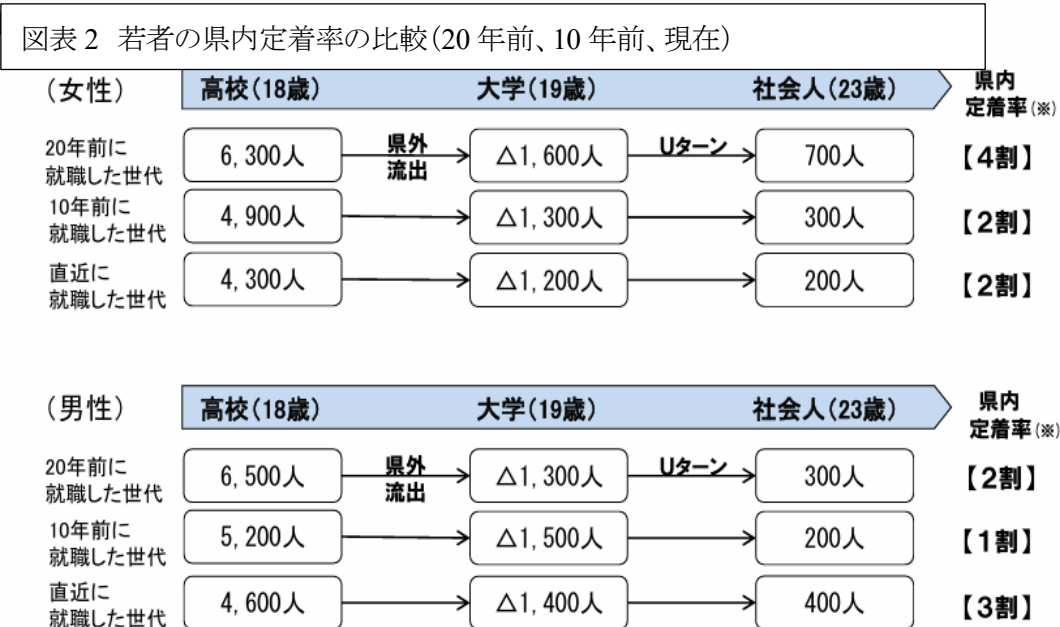 図表 2 若者の県内定着率の比較(20 年前、10 年前、現在)
(女性) 高校(18歳) 大学(19歳) 社会人(23歳) 県内
定着率(※)
20年前に
就職した世代
6,300人 県外
流出 △1,600人 Uターン 700人 【4割】
10年前に
就職した世代
4,900人 △1,300人 300人 【2割】
直近に
就職した世代
4,300人 △1,200人 200人 【2割】
(男性) 高校(18歳) 大学(19歳) 社会人(23歳) 県内
定着率(※)
20年前に
就職した世代
6,500人 県外
流出 △1,300人 Uターン 300人 【2割】
10年前に
就職した世代
5,200人 △1,500人 200人 【1割】
直近に
就職した世代
4,600人 △1,400人 400人 【3割】